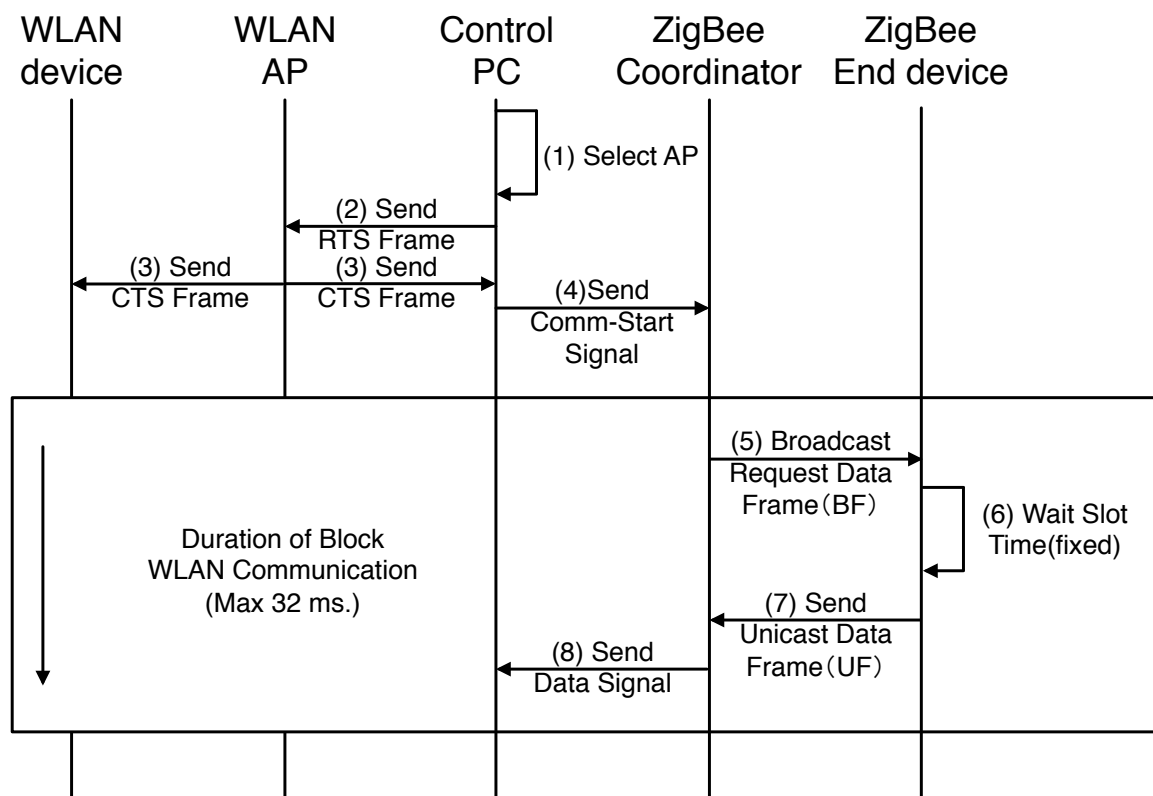 WLAN
device
WLAN
AP
Control
PC
ZigBee
Coordinator
ZigBee
End device
(1) Select AP
(2) Send
RTS Frame
(3) Send
CTS Frame
(3) Send
CTS Frame
(4)Send
Comm-Start
Signal
(5) Broadcast
Request Data
Frame（BF）
(6) Wait Slot
Time(fixed)
Duration of Block
WLAN Communication
(Max 32 ms.)
(7) Send
Unicast Data
Frame（UF）
(8) Send
Data Signal